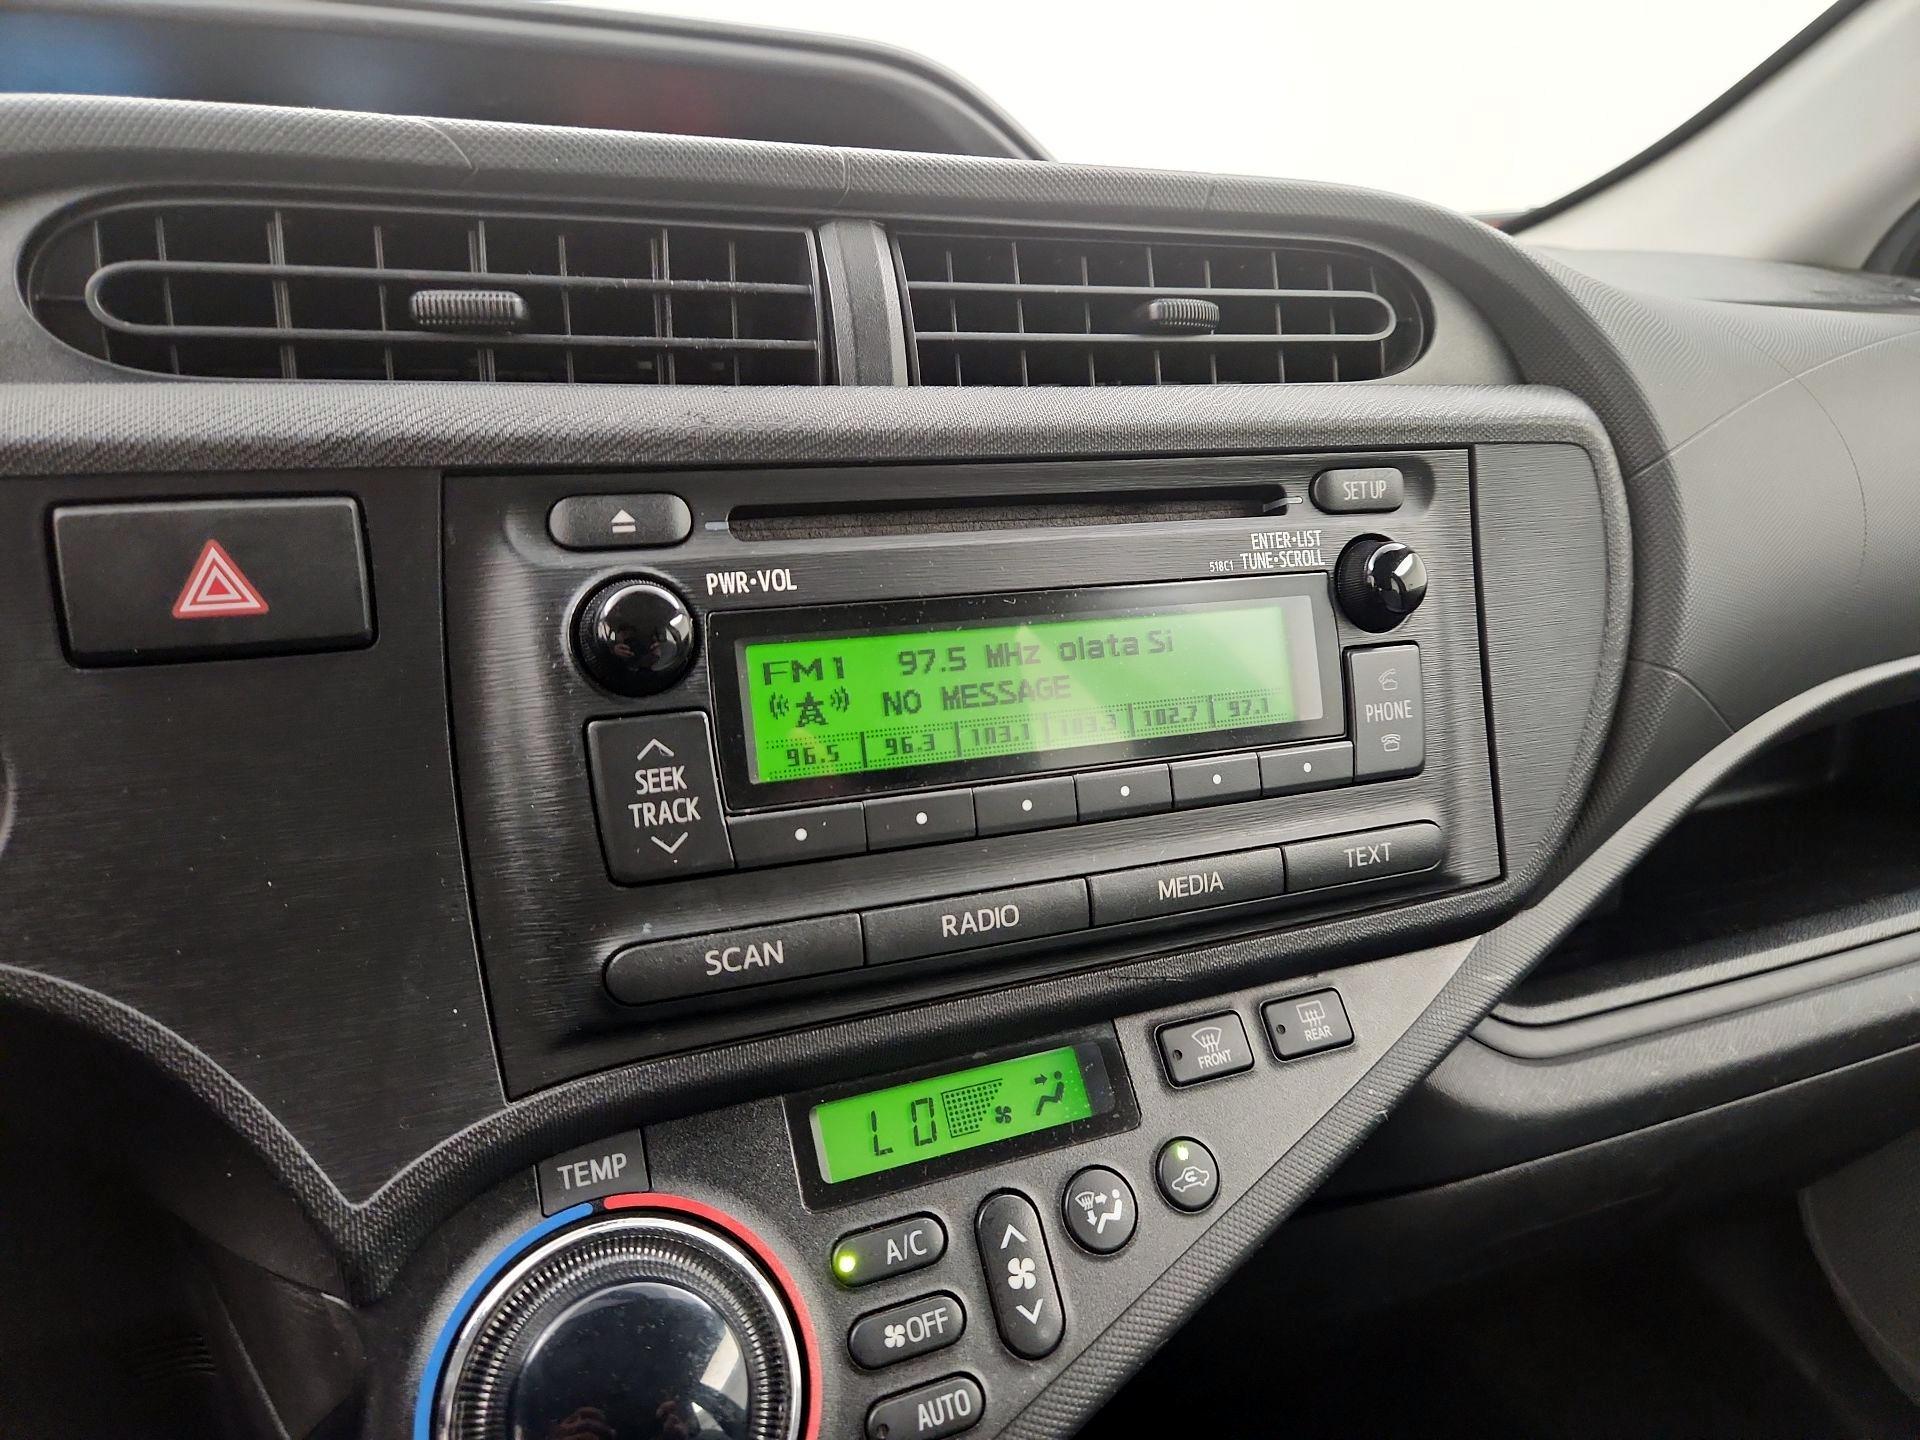 SET UP
ENTER•LIST
518C1 TUNE•SCROLL
PWR•VOL
FM1 97.5 MHz olata Si
NO MESSAGE
96.5 96.3 103.1 103.3 102.7 97.1
SEEK
TRACK
PHONE
SCAN RADIO MEDIA TEXT
FRONT REAR
LO
TEMP
A/C
OFF
AUTO